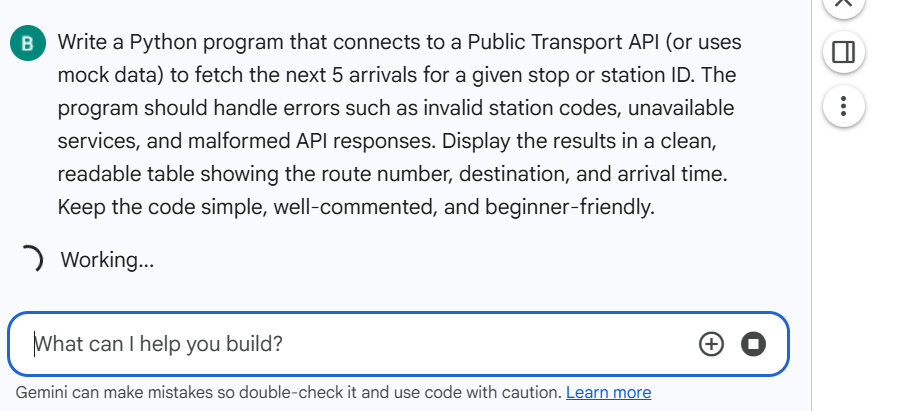 B
Write a Python program that connects to a Public Transport API (or uses
mock data) to fetch the next 5 arrivals for a given stop or station ID. The
program should handle errors such as invalid station codes, unavailable
services, and malformed API responses. Display the results in a clean,
readable table showing the route number, destination, and arrival time.
Keep the code simple, well-commented, and beginner-friendly.
Working...
What can I help you build?
Gemini can make mistakes so double-check it and use code with caution. Learn more